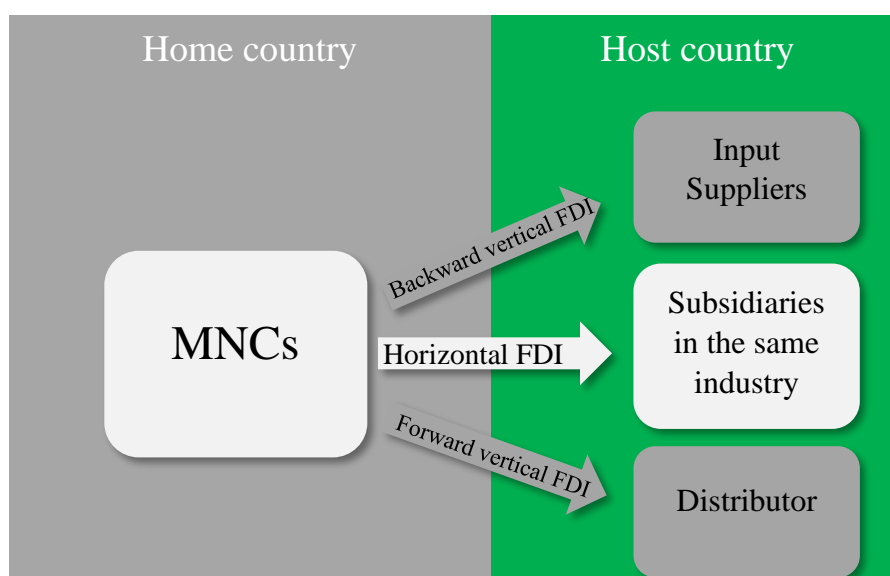 Home country
Host country
Input
Suppliers
Backward vertical FDI
MNCs
Horizontal FDI
Subsidiaries
in the same
industry
Forward vertical FDI
Distributor